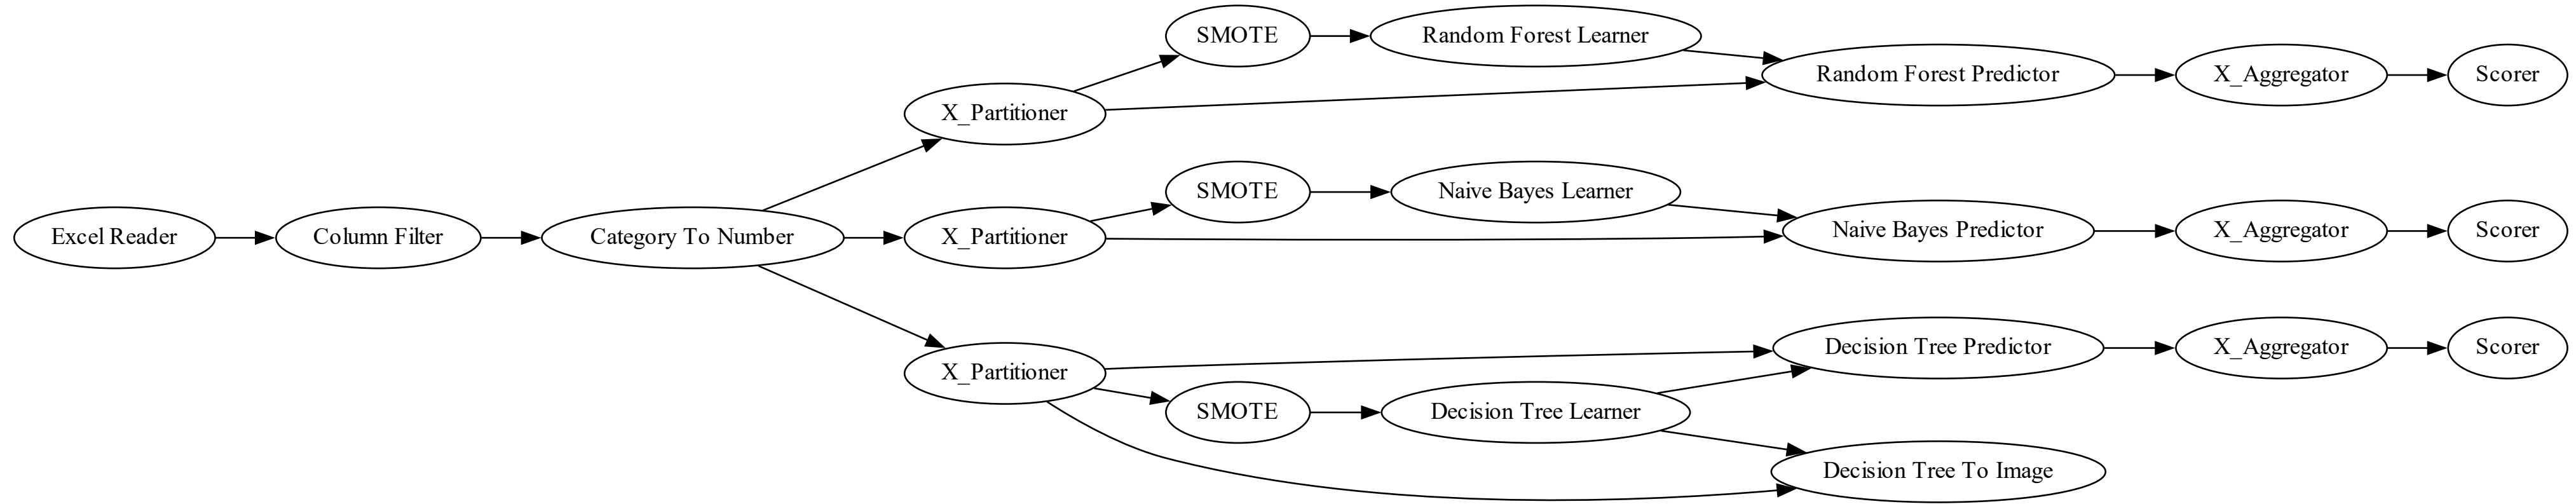 Excel Reader
Column Filter
Category To Number
X_Partitioner
SMOTE
Random Forest Learner
Random Forest Predictor
X_Aggregator
Scorer
X_Partitioner
SMOTE
Naive Bayes Learner
Naive Bayes Predictor
X_Aggregator
Scorer
X_Partitioner
SMOTE
Decision Tree Learner
Decision Tree Predictor
X_Aggregator
Scorer
Decision Tree To Image